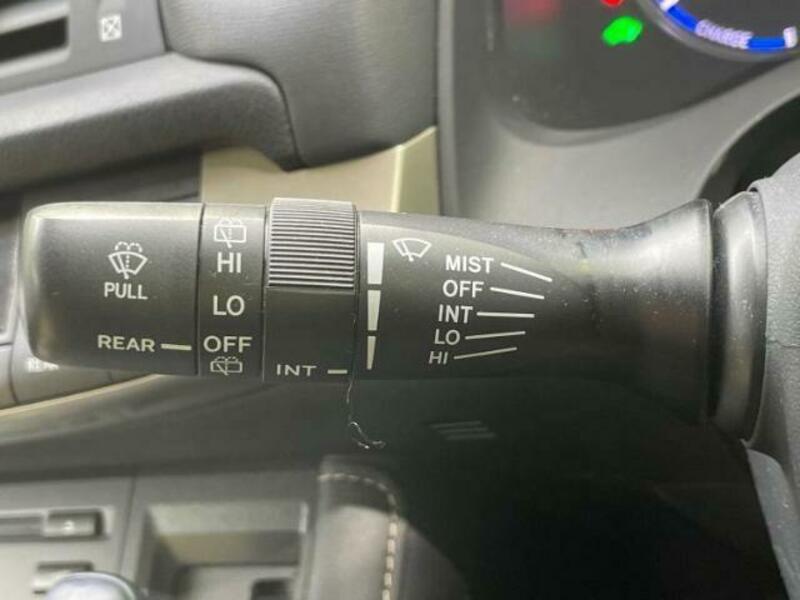 CHARGE
PULL
REAR
HI
LO
OFF
INT
MIST
OFF
INT
LO
HI